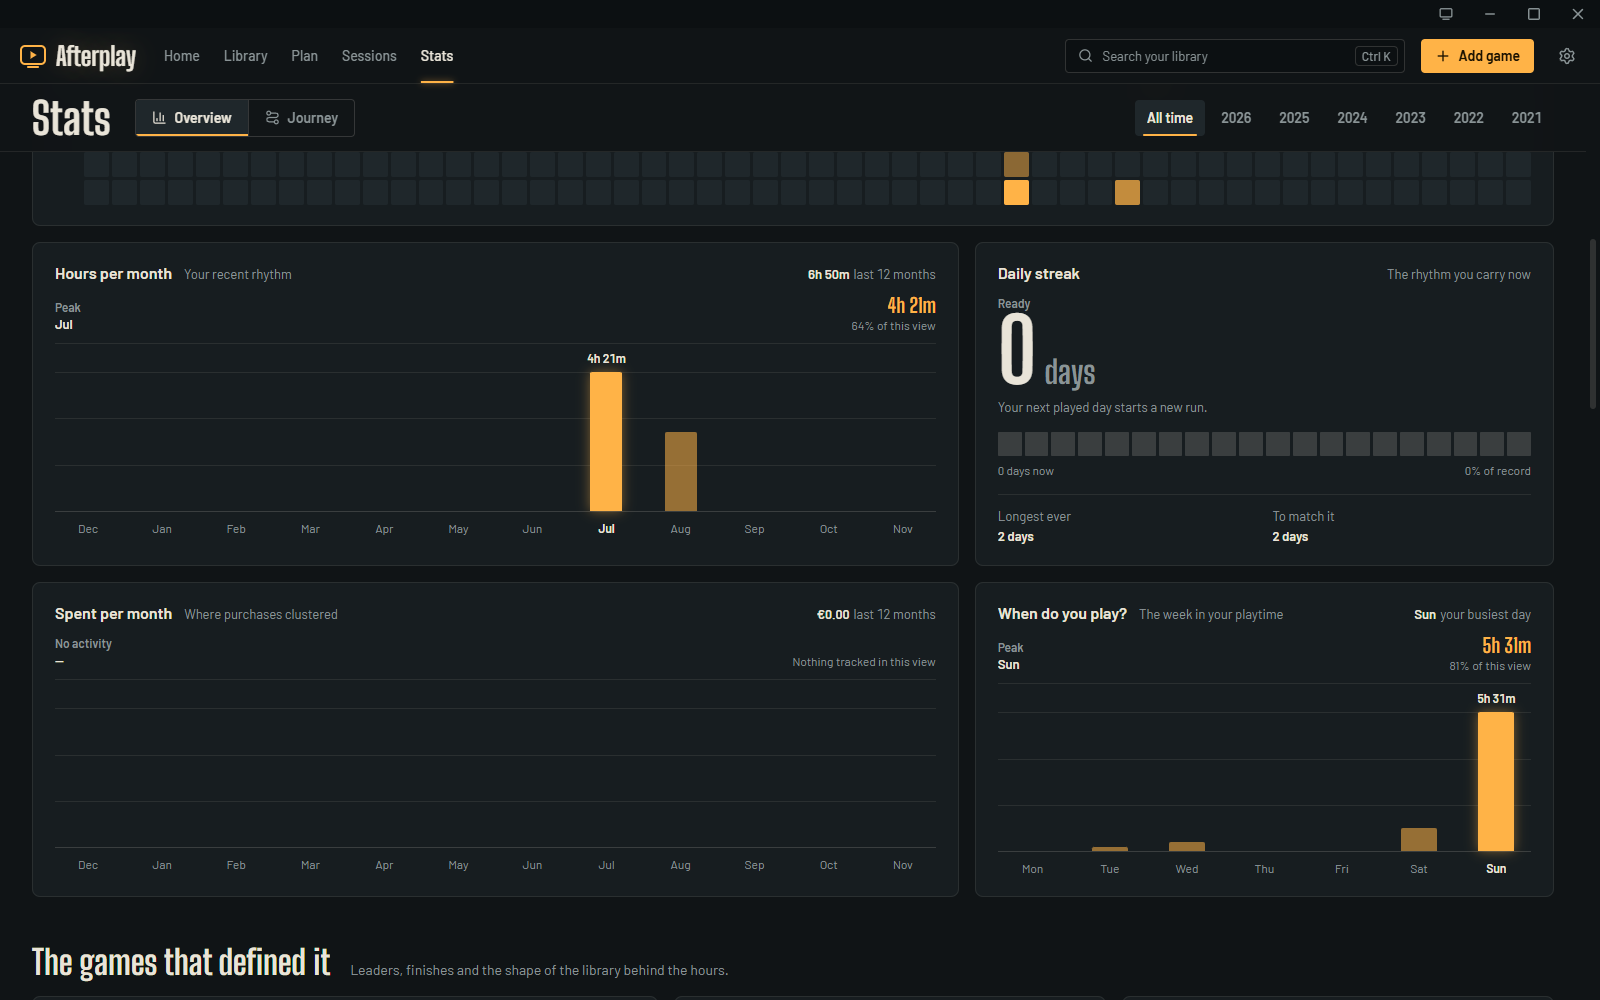 Afterplay
Home
Library
Plan
Sessions
Stats
Search your library
Ctrl K
Add game
Stats
Overview
Journey
All time
2026
2025
2024
2023
2022
2021
Hours per month
Your recent rhythm
6h 50m last 12 months
Peak
Jul
4h 21m
64% of this view
4h 21m
Dec
Jan
Feb
Mar
Apr
May
Jun
Jul
Aug
Sep
Oct
Nov
Daily streak
The rhythm you carry now
Ready
0 days
Your next played day starts a new run.
0 days now
0% of record
Longest ever
2 days
To match it
2 days
Spent per month
Where purchases clustered
€0.00 last 12 months
No activity
–
Nothing tracked in this view
Dec
Jan
Feb
Mar
Apr
May
Jun
Jul
Aug
Sep
Oct
Nov
When do you play?
The week in your playtime
Sun your busiest day
Peak
Sun
5h 31m
81% of this view
5h 31m
Mon
Tue
Wed
Thu
Fri
Sat
Sun
The games that defined it
Leaders, finishes and the shape of the library behind the hours.